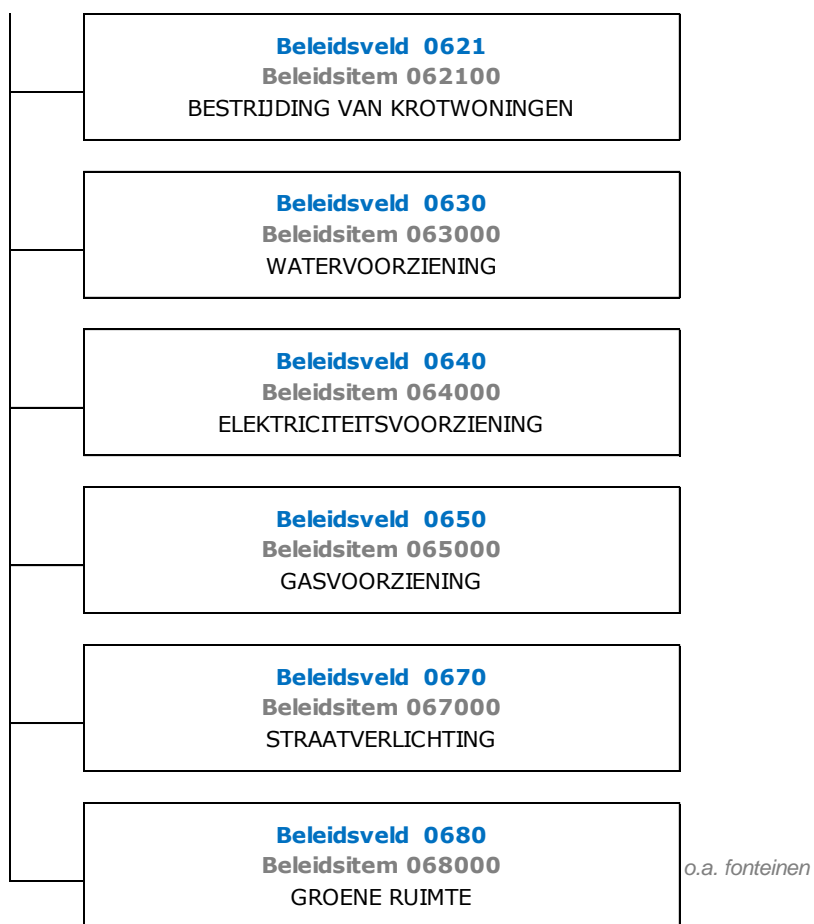 Beleidsveld 0621
Beleidsitem 062100
BESTRIJDING VAN KROTWONINGEN
Beleidsveld 0630
Beleidsitem 063000
WATERVOORZIENING
Beleidsveld 0640
Beleidsitem 064000
ELEKTRICITEITSVOORZIENING
Beleidsveld 0650
Beleidsitem 065000
GASVOORZIENING
Beleidsveld 0670
Beleidsitem 067000
STRAATVERLICHTING
Beleidsveld 0680
Beleidsitem 068000 o.a. fonteinen
GROENE RUIMTE